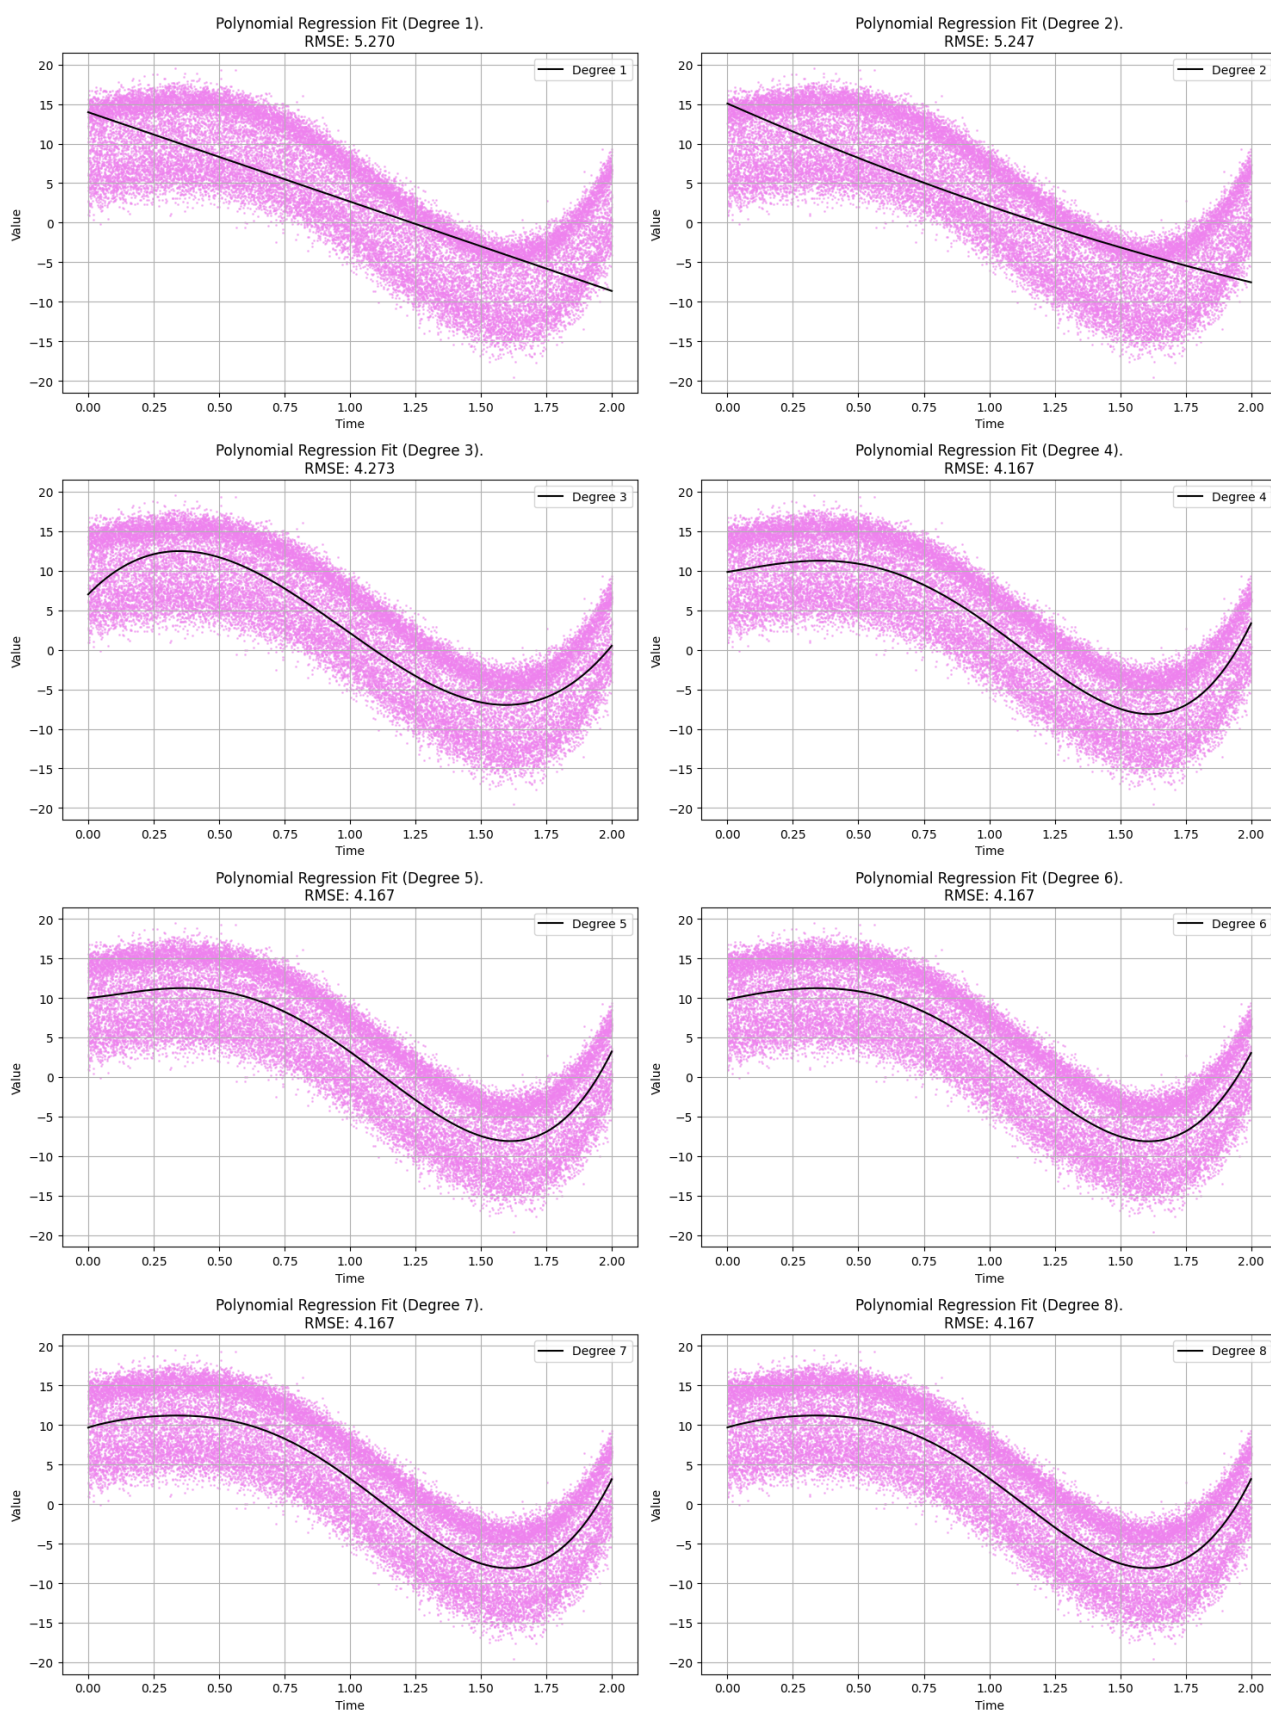 Polynomial Regression Fit (Degree 1).
RMSE: 5.270
Degree 1
20
15
10
5
0
−5
−10
−15
−20
Value
0.00 0.25 0.50 0.75 1.00 1.25 1.50 1.75 2.00
Time
Polynomial Regression Fit (Degree 2).
RMSE: 5.247
Degree 2
20
15
10
5
0
−5
−10
−15
−20
Value
0.00 0.25 0.50 0.75 1.00 1.25 1.50 1.75 2.00
Time
Polynomial Regression Fit (Degree 3).
RMSE: 4.273
Degree 3
20
15
10
5
0
−5
−10
−15
−20
Value
0.00 0.25 0.50 0.75 1.00 1.25 1.50 1.75 2.00
Time
Polynomial Regression Fit (Degree 4).
RMSE: 4.167
Degree 4
20
15
10
5
0
−5
−10
−15
−20
Value
0.00 0.25 0.50 0.75 1.00 1.25 1.50 1.75 2.00
Time
Polynomial Regression Fit (Degree 5).
RMSE: 4.167
Degree 5
20
15
10
5
0
−5
−10
−15
−20
Value
0.00 0.25 0.50 0.75 1.00 1.25 1.50 1.75 2.00
Time
Polynomial Regression Fit (Degree 6).
RMSE: 4.167
Degree 6
20
15
10
5
0
−5
−10
−15
−20
Value
0.00 0.25 0.50 0.75 1.00 1.25 1.50 1.75 2.00
Time
Polynomial Regression Fit (Degree 7).
RMSE: 4.167
Degree 7
20
15
10
5
0
−5
−10
−15
−20
Value
0.00 0.25 0.50 0.75 1.00 1.25 1.50 1.75 2.00
Time
Polynomial Regression Fit (Degree 8).
RMSE: 4.167
Degree 8
20
15
10
5
0
−5
−10
−15
−20
Value
0.00 0.25 0.50 0.75 1.00 1.25 1.50 1.75 2.00
Time